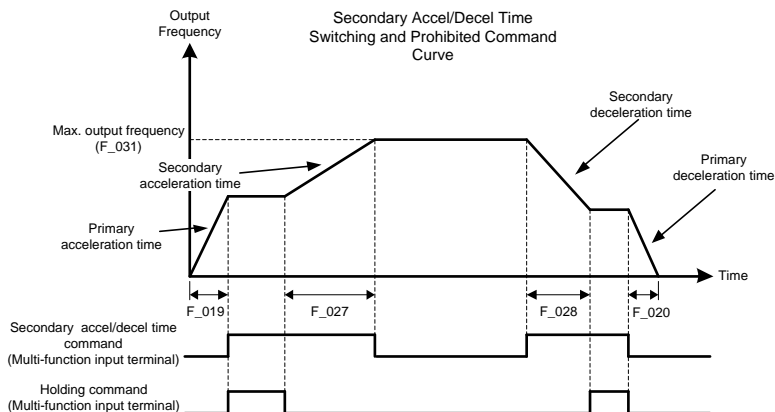 Output
Frequency
Secondary Accel/Decel Time
Switching and Prohibited Command
Curve
Secondary
deceleration time
Max. output frequency
(F_031)
Secondary
acceleration time
Primary
deceleration time
Primary
acceleration time
Time
F_019
F_027
F_028
F_020
Secondary accel/decel time
command
(Multi-function input terminal)
Holding command
(Multi-function input terminal)